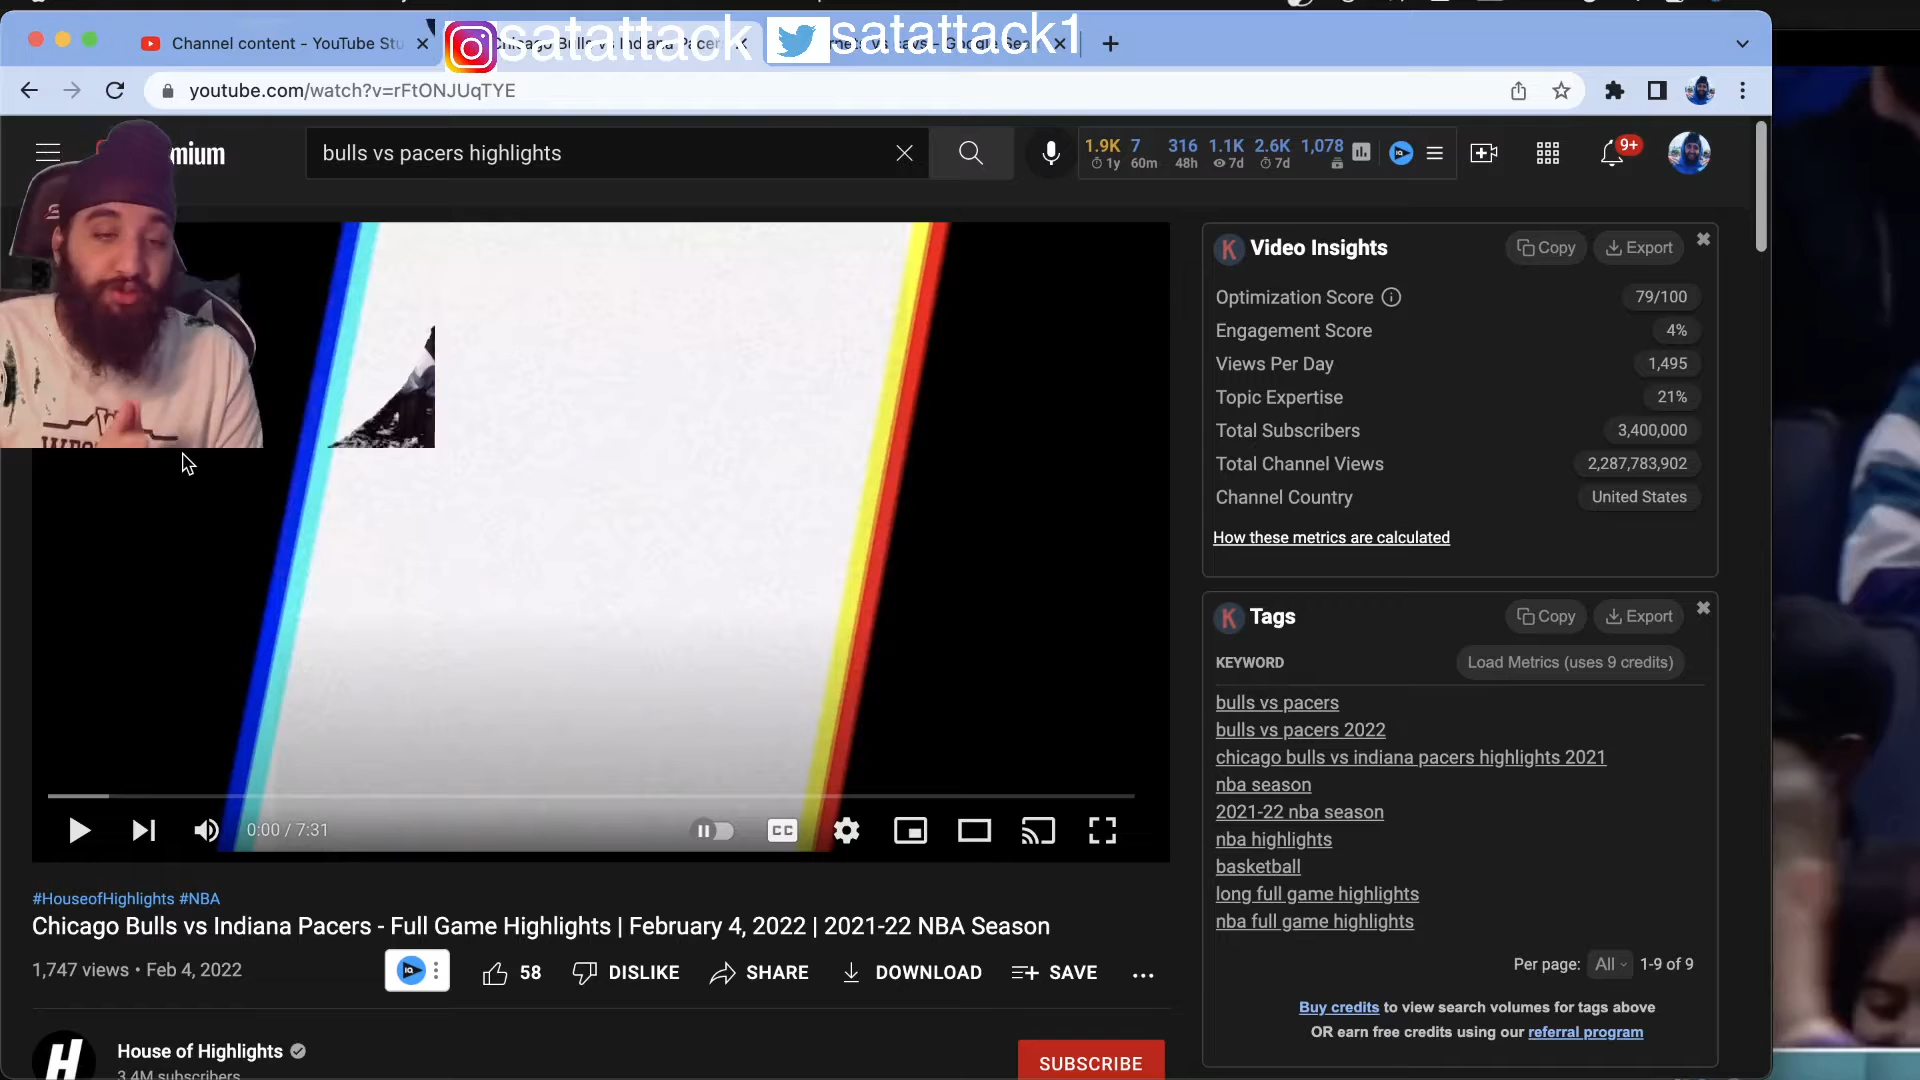 Channel content - YouTube Stu
satattack
satattack1
youtube.com/watch?v=rFtONJUqTYE
mium
bulls vs pacers highlights
1.9K 7 316 1.1K 2.6K 1,078
1y 60m 48h 7d 7d
9+
Video Insights
Copy
Export
Optimization Score 79/100
Engagement Score 4%
Views Per Day 1,495
Topic Expertise 21%
Total Subscribers 3,400,000
Total Channel Views 2,287,783,902
Channel Country United States
How these metrics are calculated
Tags
Copy
Export
KEYWORD
Load Metrics (uses 9 credits)
bulls vs pacers
bulls vs pacers 2022
chicago bulls vs indiana pacers highlights 2021
nba season
2021-22 nba season
nba highlights
basketball
long full game highlights
nba full game highlights
Per page: All 1-9 of 9
Buy credits to view search volumes for tags above
OR earn free credits using our referral program
0:00 / 7:31
CC
#HouseofHighlights #NBA
Chicago Bulls vs Indiana Pacers - Full Game Highlights | February 4, 2022 | 2021-22 NBA Season
1,747 views • Feb 4, 2022
58
DISLIKE
SHARE
DOWNLOAD
SAVE
House of Highlights
3.4M subscribers
SUBSCRIBE